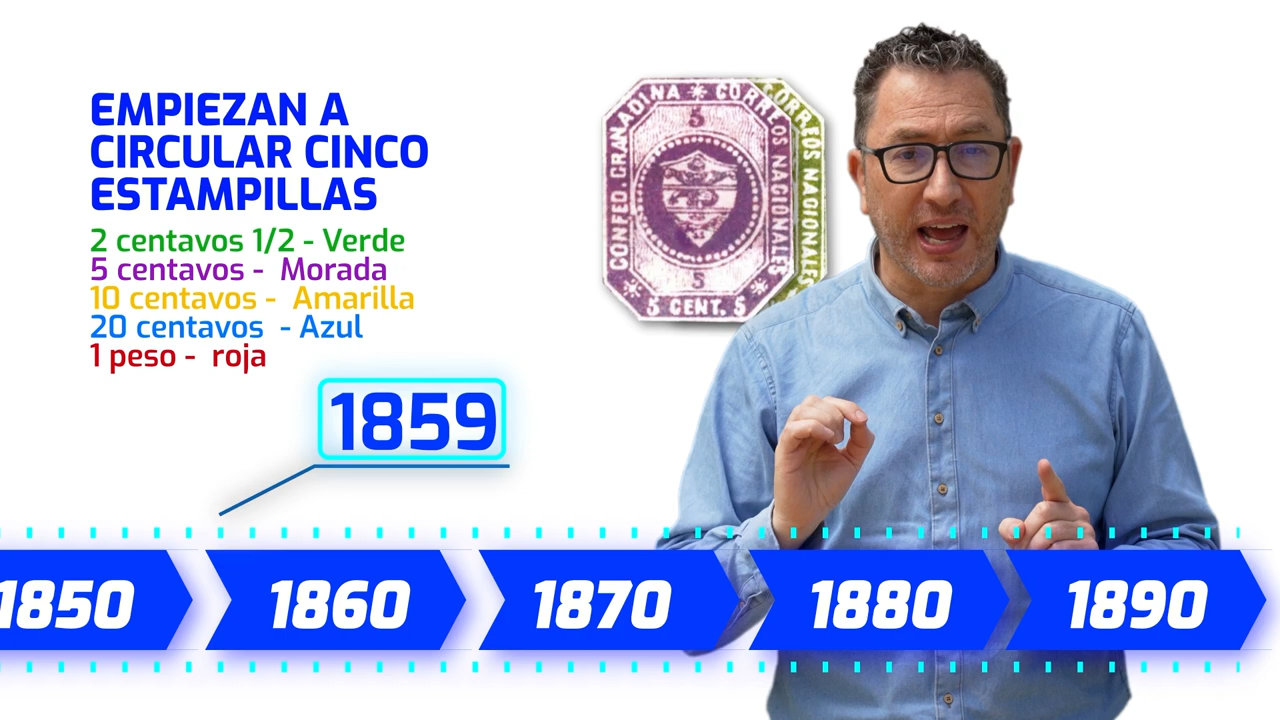 EMPIEZAN A
CIRCULAR CINCO
ESTAMPILLAS
2 centavos 1/2 - Verde
5 centavos - Morada
10 centavos - Amarilla
20 centavos - Azul
1 peso - roja
1859
CONFED. GRANADINA * CORREOS NACIONALES *
5
5
5 CENT. 5
CORREOS NACIONALES
1850
1860
1870
1880
1890